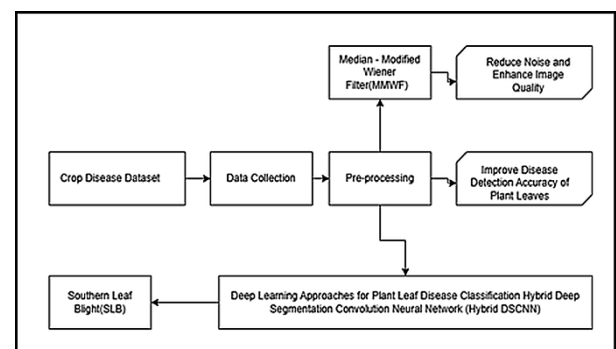 Median - Modified
Wiener
Filter(MMWF)
Reduce Noise and
Enhance Image
Quality
Crop Disease Dataset
Data Collection
Pre-processing
Improve Disease
Detection Accuracy of
Plant Leaves
Southern Leaf
Blight(SLB)
Deep Learning Approaches for Plant Leaf Disease Classification Hybrid Deep
Segmentation Convolution Neural Network (Hybrid DSCNN)